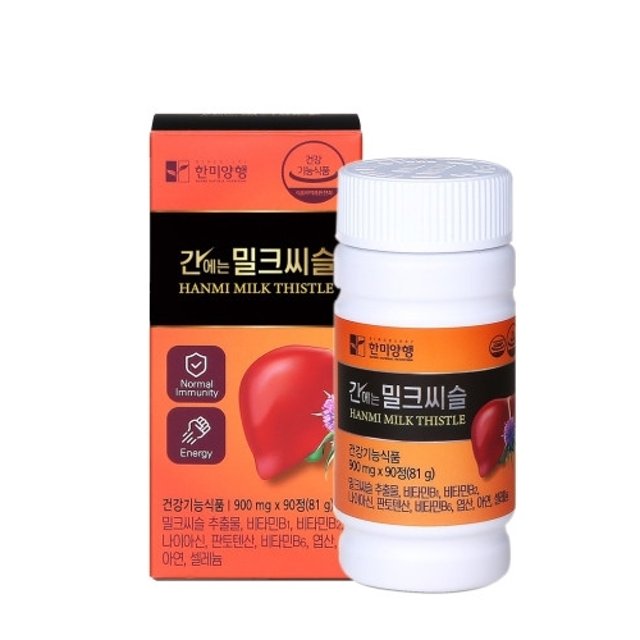 한미양행
건강
기능식품
간에는 밀크씨슬
HANMI MILK THISTLE
Normal
Immunity
Energy
건강기능식품 | 900 mg x 90정(81 g)
밀크씨슬 추출물, 비타민B1, 비타민B2,
나이아신, 판토텐산, 비타민B6, 엽산,
아연, 셀레늄
한미양행
간에는 밀크씨슬
HANMI MILK THISTLE
건강기능식품
900 mg x 90정(81 g)
밀크씨슬 추출물, 비타민B1, 비타민B2,
나이아신, 판토텐산, 비타민B6, 엽산, 아연, 셀레늄